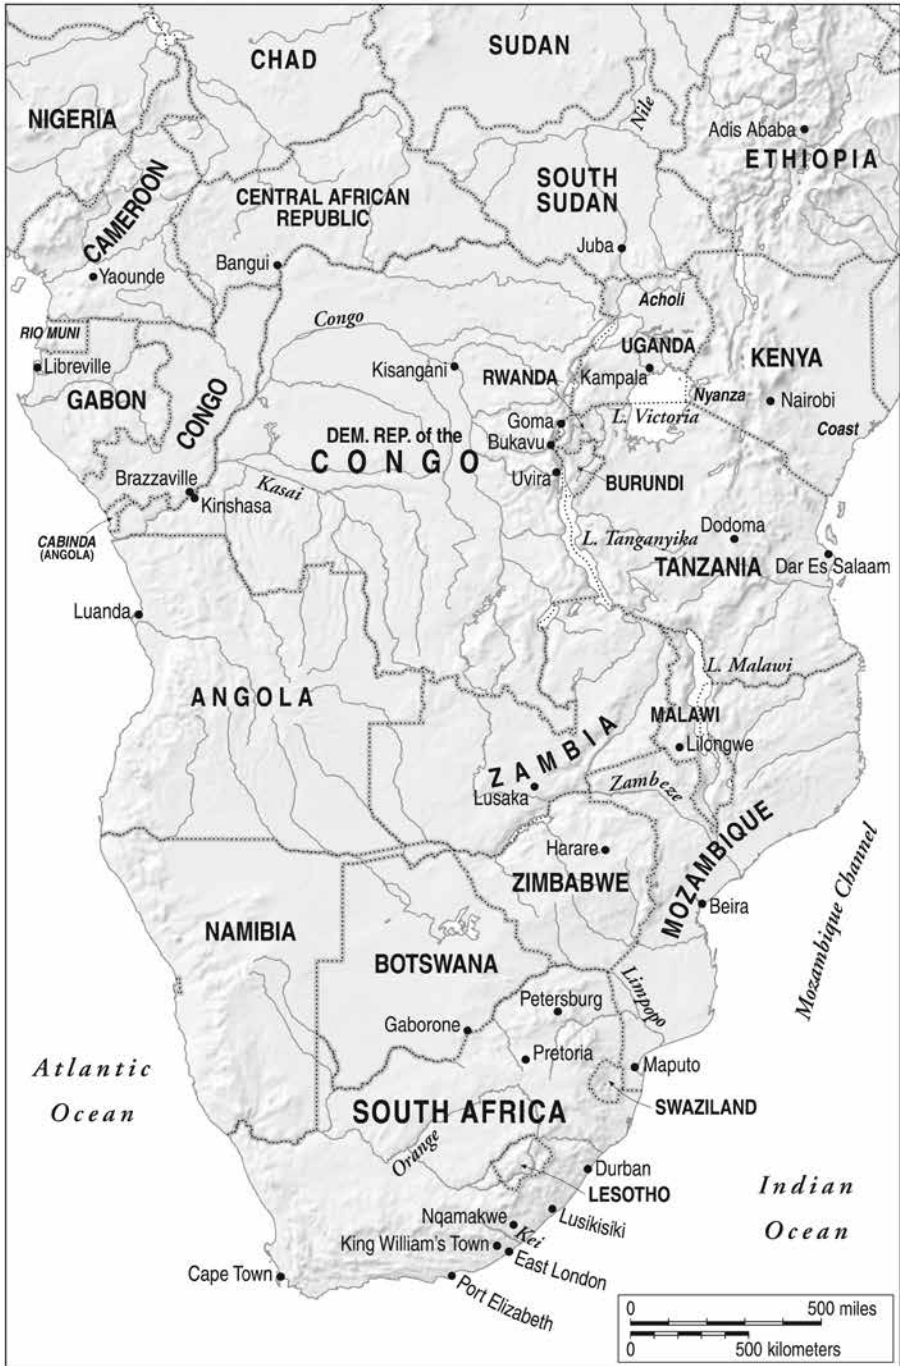 CHAD
SUDAN
NIGERIA
Nile
Adis Ababa
ETHIOPIA
CAMEROON
CENTRAL AFRICAN
REPUBLIC
SOUTH
SUDAN
Juba
Bangui
Yaounde
Acholi
RIO MUNI
Congo
UGANDA
Libreville
Kisangani
RWANDA
Kampala
KENYA
Nyanza
Nairobi
GABON
CONGO
Goma
L. Victoria
Coast
DEM. REP. of the
CONGO
Bukavu
Uvira
BURUNDI
Brazzaville
Kinshasa
Kasai
CABINDA
(ANGOLA)
L. Tanganyika
Dodoma
TANZANIA
Dar Es Salaam
Luanda
L. Malawi
ANGOLA
MALAWI
Lilongwe
ZAMBIA
Lusaka
Zambeze
Harare
ZIMBABWE
MOZAMBIQUE
Beira
Mozambique Channel
NAMIBIA
BOTSWANA
Limpopo
Petersburg
Gaborone
Pretoria
Maputo
Atlantic
Ocean
SWAZILAND
SOUTH AFRICA
Orange
Durban
LESOTHO
Indian
Ocean
Nqamakwe
Kei
Lusikisiki
King William's Town
East London
Cape Town
Port Elizabeth
0 500 miles
0 500 kilometers